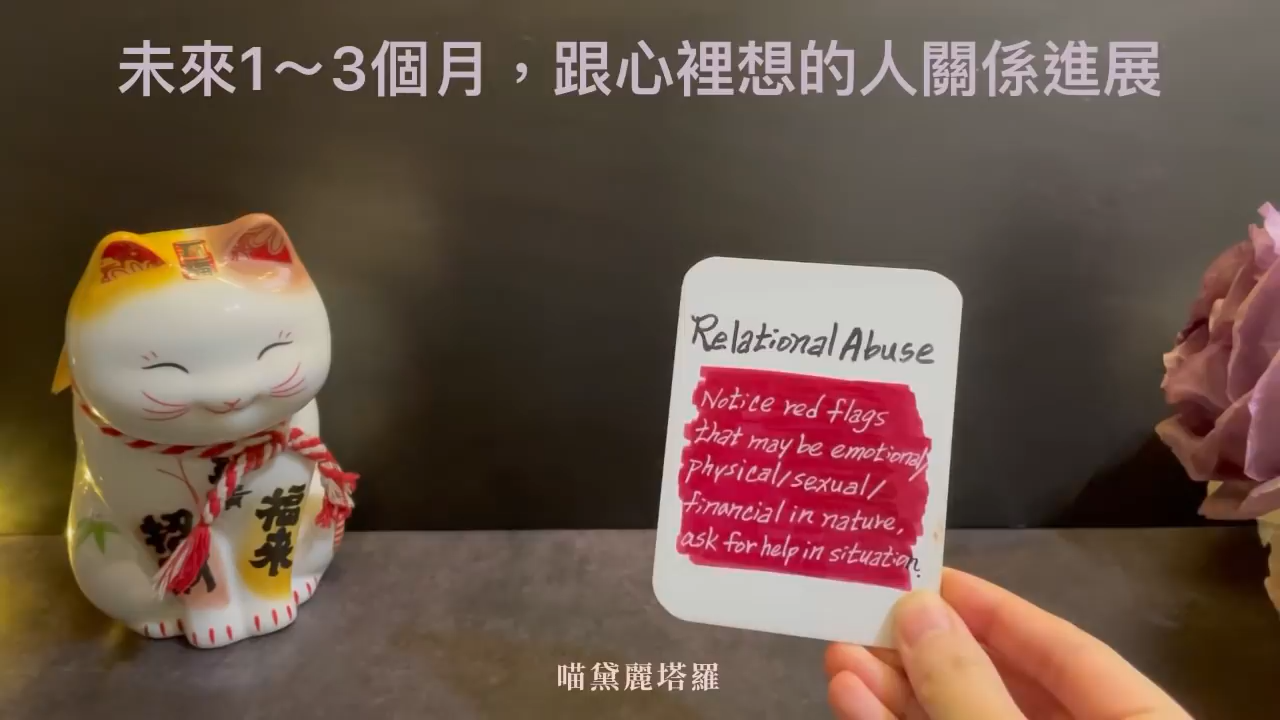 未來1～3個月，跟心裡想的人關係進展
Relational Abuse
Notice red flags
that may be emotional/
physical/sexual/
financial in nature,
ask for help in situation.
福来
喵黛麗塔羅